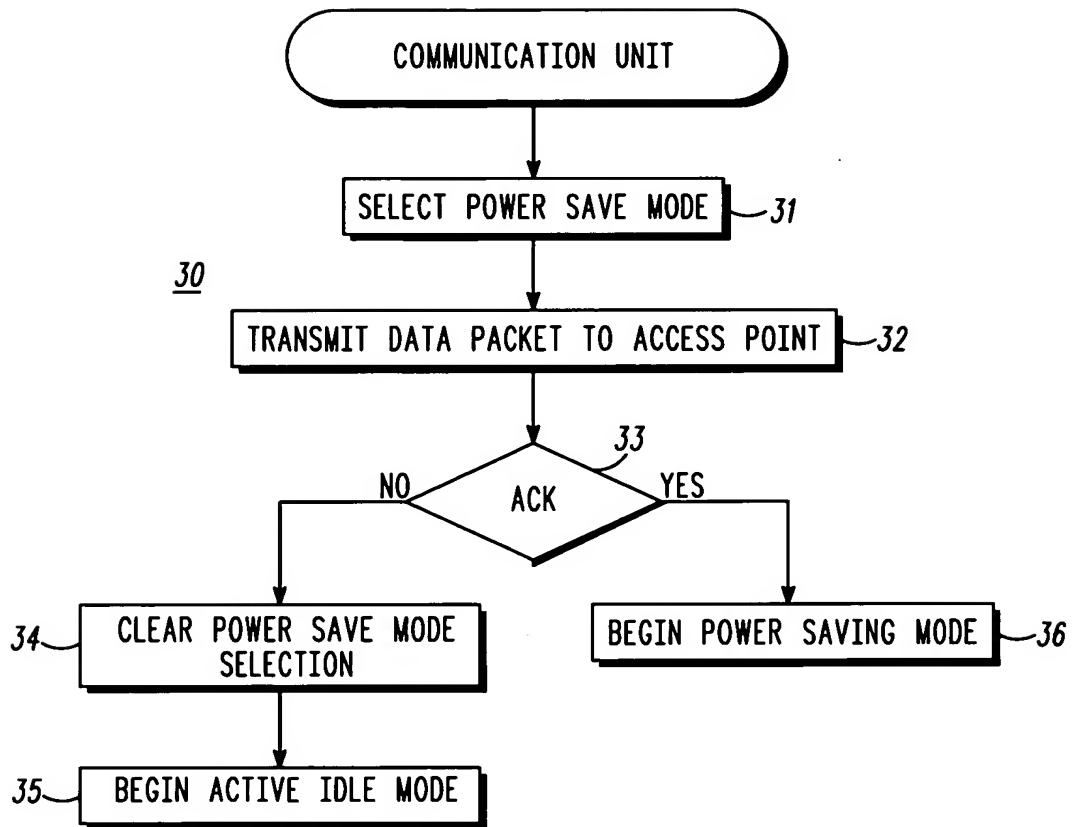 COMMUNICATION UNIT
SELECT POWER SAVE MODE
31
30
TRANSMIT DATA PACKET TO ACCESS POINT
32
33
NO
ACK
YES
34
CLEAR POWER SAVE MODE
SELECTION
BEGIN POWER SAVING MODE
36
35
BEGIN ACTIVE IDLE MODE